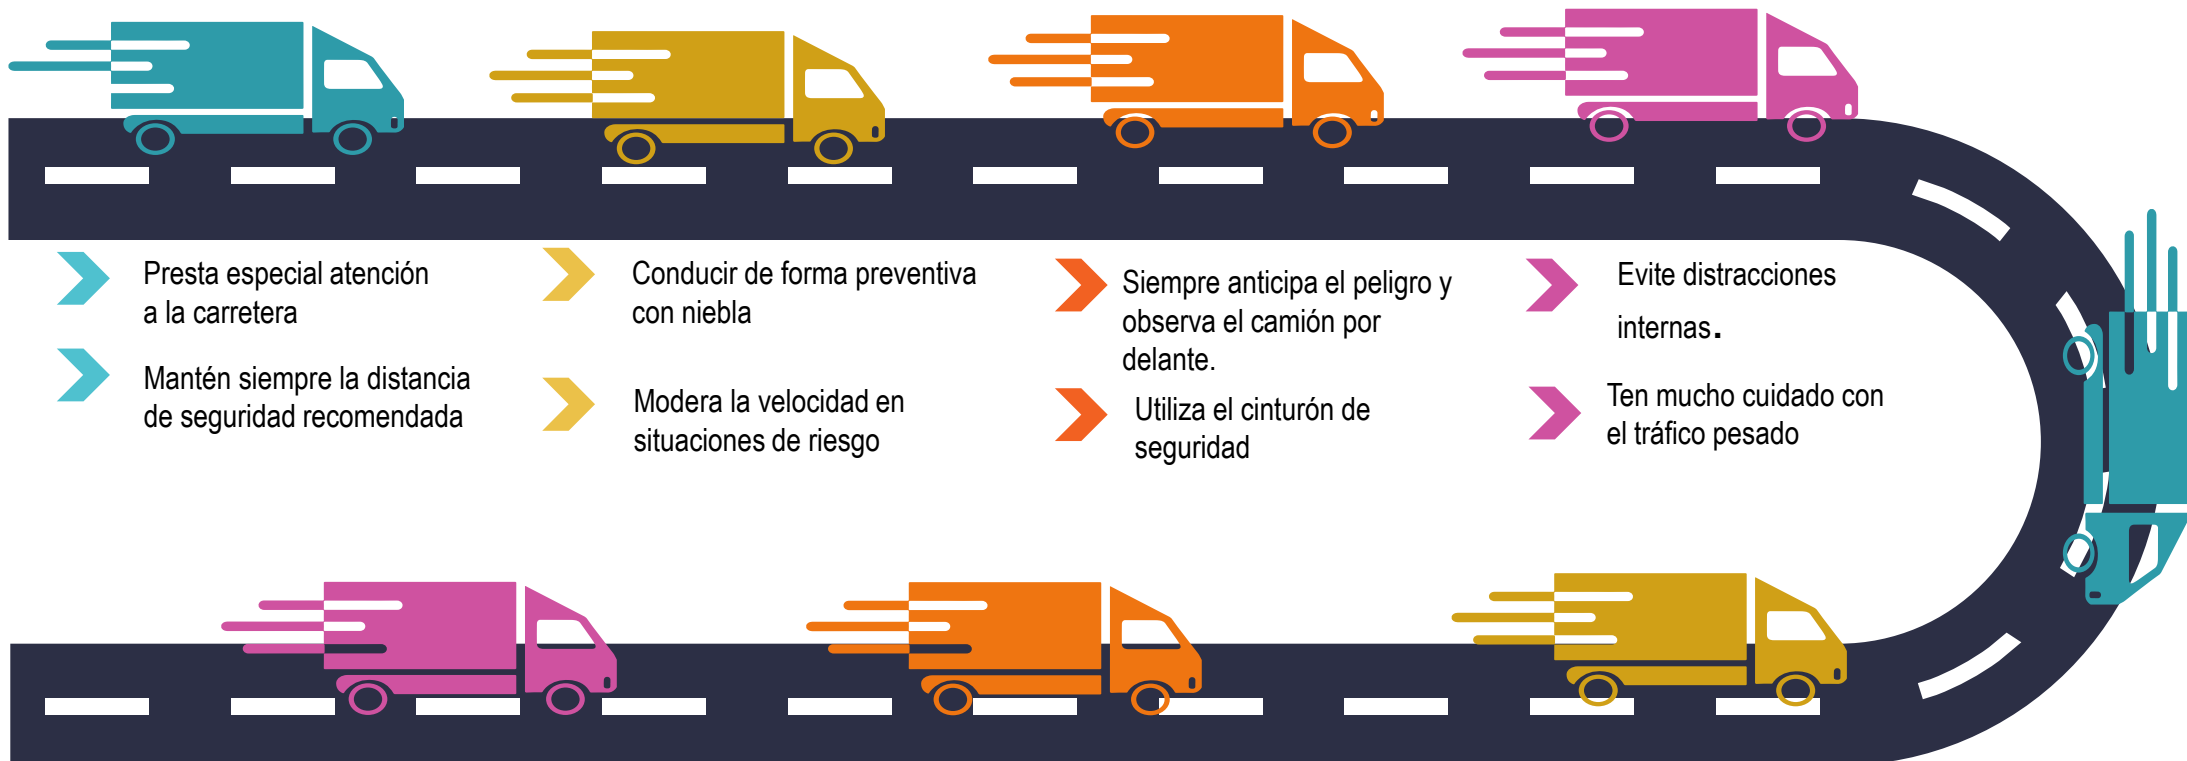 Presta especial atención
a la carretera
Mantén siempre la distancia
de seguridad recomendada
Conducir de forma preventiva
con niebla
Modera la velocidad en
situaciones de riesgo
Siempre anticipa el peligro y
observa el camión por
delante.
Utiliza el cinturón de
seguridad
Evite distracciones
internas.
Ten mucho cuidado con
el tráfico pesado